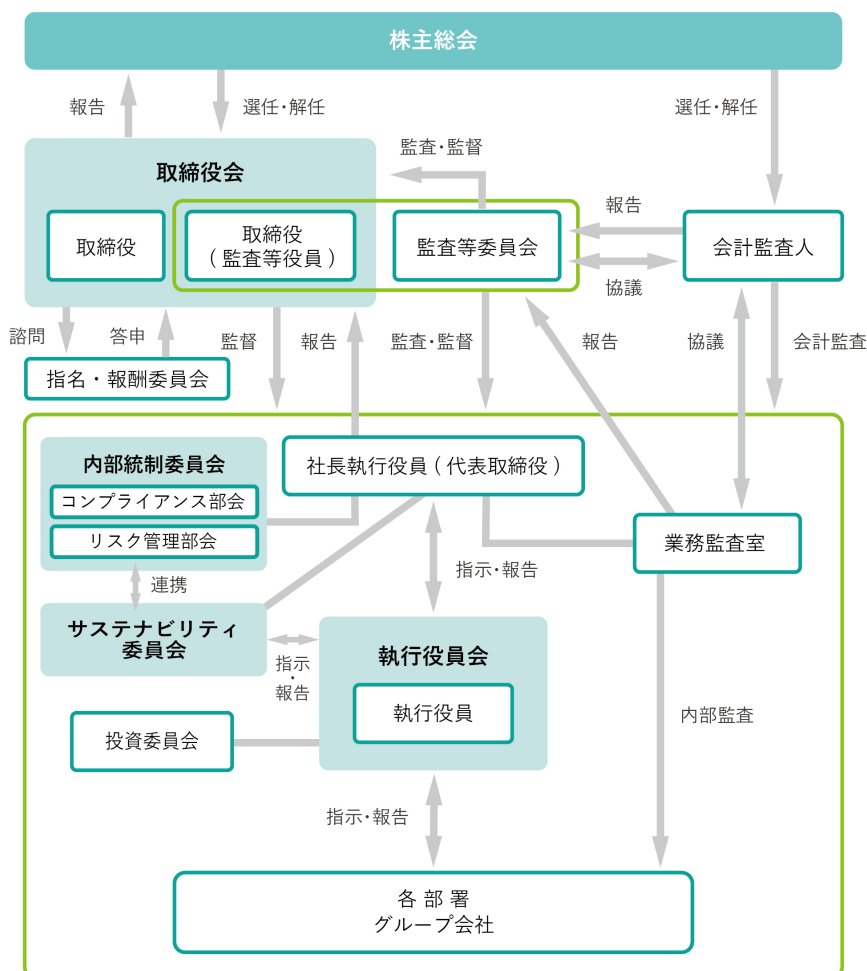 株主総会
報告
選任・解任
選任・解任
取締役会
監査・監督
取締役
取締役
(監査等役員)
監査等委員会
報告
協議
会計監査人
諮問
答申
監督
報告
監査・監督
報告
協議
会計監査
指名・報酬委員会
内部統制委員会
コンプライアンス部会
リスク管理部会
社長執行役員(代表取締役)
業務監査室
連携
指示・報告
サステナビリティ
委員会
指示
・
報告
執行役員会
執行役員
投資委員会
内部監査
指示・報告
各部署
グループ会社